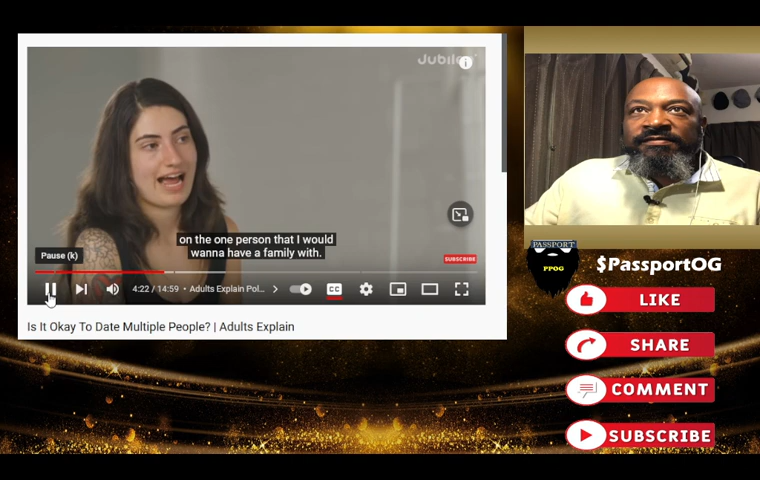 Jubilee
on the one person that I would
wanna have a family with.
Pause (k)
SUBSCRIBE
4:22 / 14:59 • Adults Explain Pol...
CC
Is It Okay To Date Multiple People? | Adults Explain
PASSPORT
PPOG
$PassportOG
LIKE
SHARE
COMMENT
SUBSCRIBE